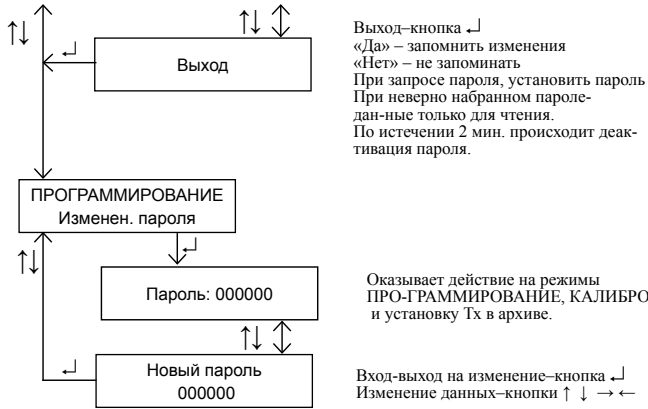 ↑↓
↑↓
↵
Выход
Выход–кнопка ↵
«Да» – запомнить изменения
«Нет» – не запоминать
При запросе пароля, установить пароль
При неверно набранном пароле-
дан-ные только для чтения.
По истечении 2 мин. происходит деак-
тивация пароля.
ПРОГРАММИРОВАНИЕ
Изменен. пароля
↑↓
↵
Пароль: 000000
Оказывает действие на режимы
ПРО-ГРАММИРОВАНИЕ, КАЛИБРО
и установку Тх в архиве.
↑↓
↵
Новый пароль
000000
Вход-выход на изменение–кнопка ↵
Изменение данных–кнопки ↑ ↓ → ←